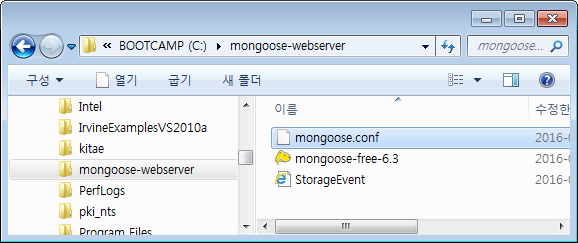 BOOTCAMP (C:) mongoose-webserver mongoose...
구성 열기 굽기 새 폴더
Intel
IrvineExamplesVS2010a
kitae
mongoose-webserver
PerfLogs
pki_nts
Program Files
이름 수정한
mongoose.conf 2016-0
mongoose-free-6.3 2016-0
StorageEvent 2016-0